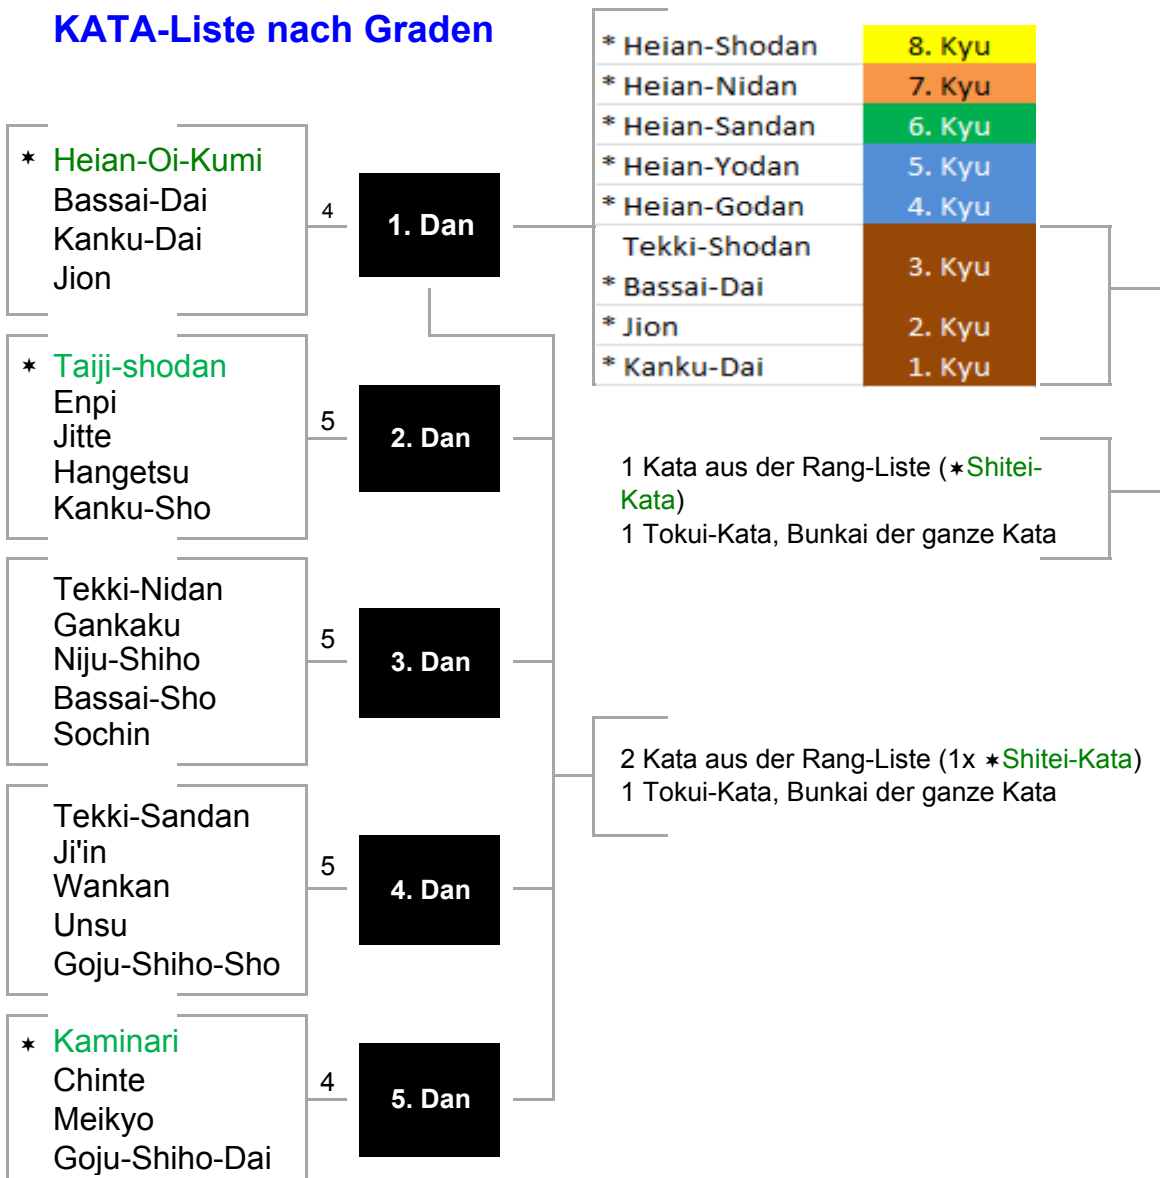 KATA-Liste nach Graden
* Heian-Shodan 8. Kyu
* Heian-Nidan 7. Kyu
* Heian-Sandan 6. Kyu
* Heian-Yodan 5. Kyu
* Heian-Godan 4. Kyu
Tekki-Shodan
3. Kyu
* Bassai-Dai
* Jion 2. Kyu
* Kanku-Dai 1. Kyu
✶ Heian-Oi-Kumi
Bassai-Dai
Kanku-Dai
Jion
4
1. Dan
✶ Taiji-shodan
Enpi
Jitte
Hangetsu
Kanku-Sho
5
2. Dan
1 Kata aus der Rang-Liste (✶Shitei-
Kata)
1 Tokui-Kata, Bunkai der ganze Kata
Tekki-Nidan
Gankaku
Niju-Shiho
Bassai-Sho
Sochin
5
3. Dan
2 Kata aus der Rang-Liste (1x ✶Shitei-Kata)
1 Tokui-Kata, Bunkai der ganze Kata
Tekki-Sandan
Ji'in
Wankan
Unsu
Goju-Shiho-Sho
5
4. Dan
✶ Kaminari
Chinte
Meikyo
Goju-Shiho-Dai
4
5. Dan